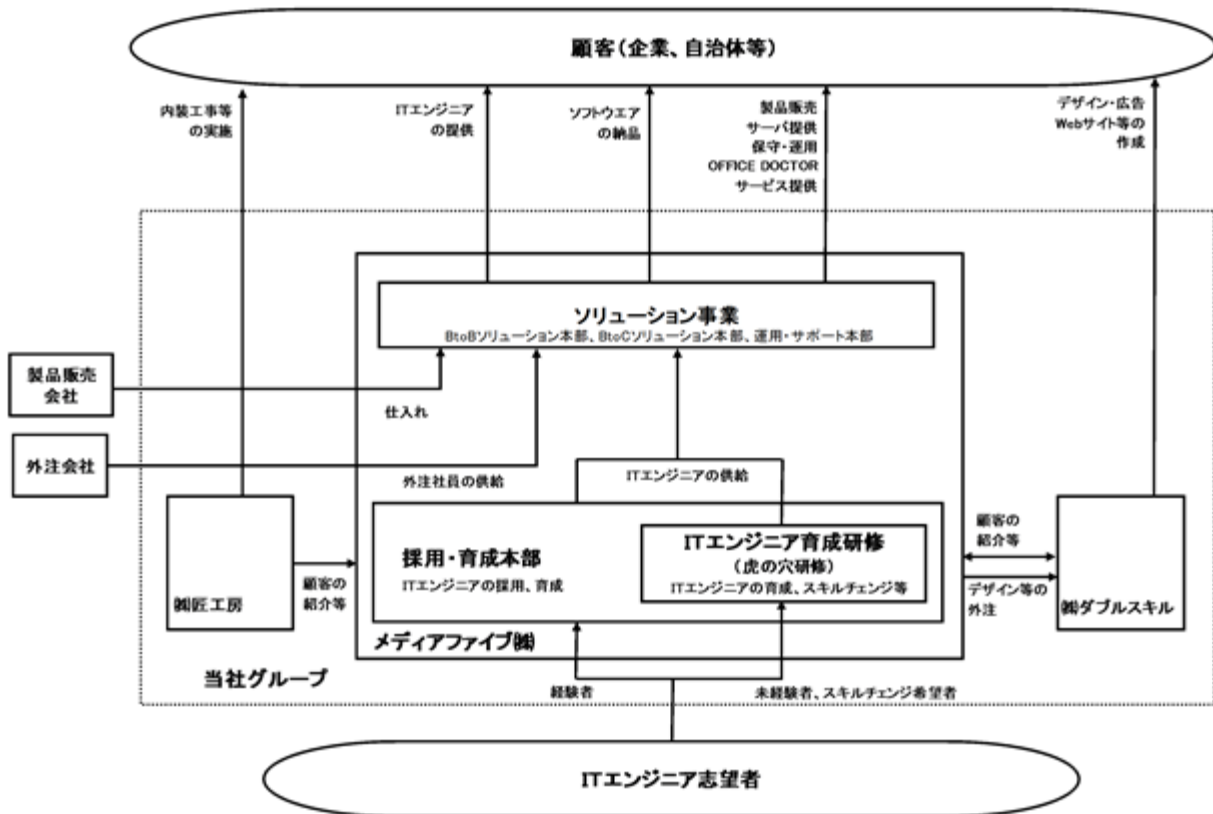 顧客(企業、自治体等)
内装工事等
の実施
ITエンジニア
の提供
ソフトウエア
の納品
製品販売
サーバ提供
保守・運用
OFFICE DOCTOR
サービス提供
デザイン・広告
Webサイト等の
作成
ソリューション事業
BtoBソリューション本部、BtoCソリューション本部、運用・サポート本部
製品販売
会社
仕入れ
外注会社
外注社員の供給
ITエンジニアの供給
採用・育成本部
ITエンジニアの採用、育成
ITエンジニア育成研修
(虎の穴研修)
ITエンジニアの育成、スキルチェンジ等
㈱匠工房
顧客の
紹介等
顧客の
紹介等
デザイン等の
外注
㈱ダブルスキル
メディアファイブ㈱
当社グループ
経験者
未経験者、スキルチェンジ希望者
ITエンジニア志望者